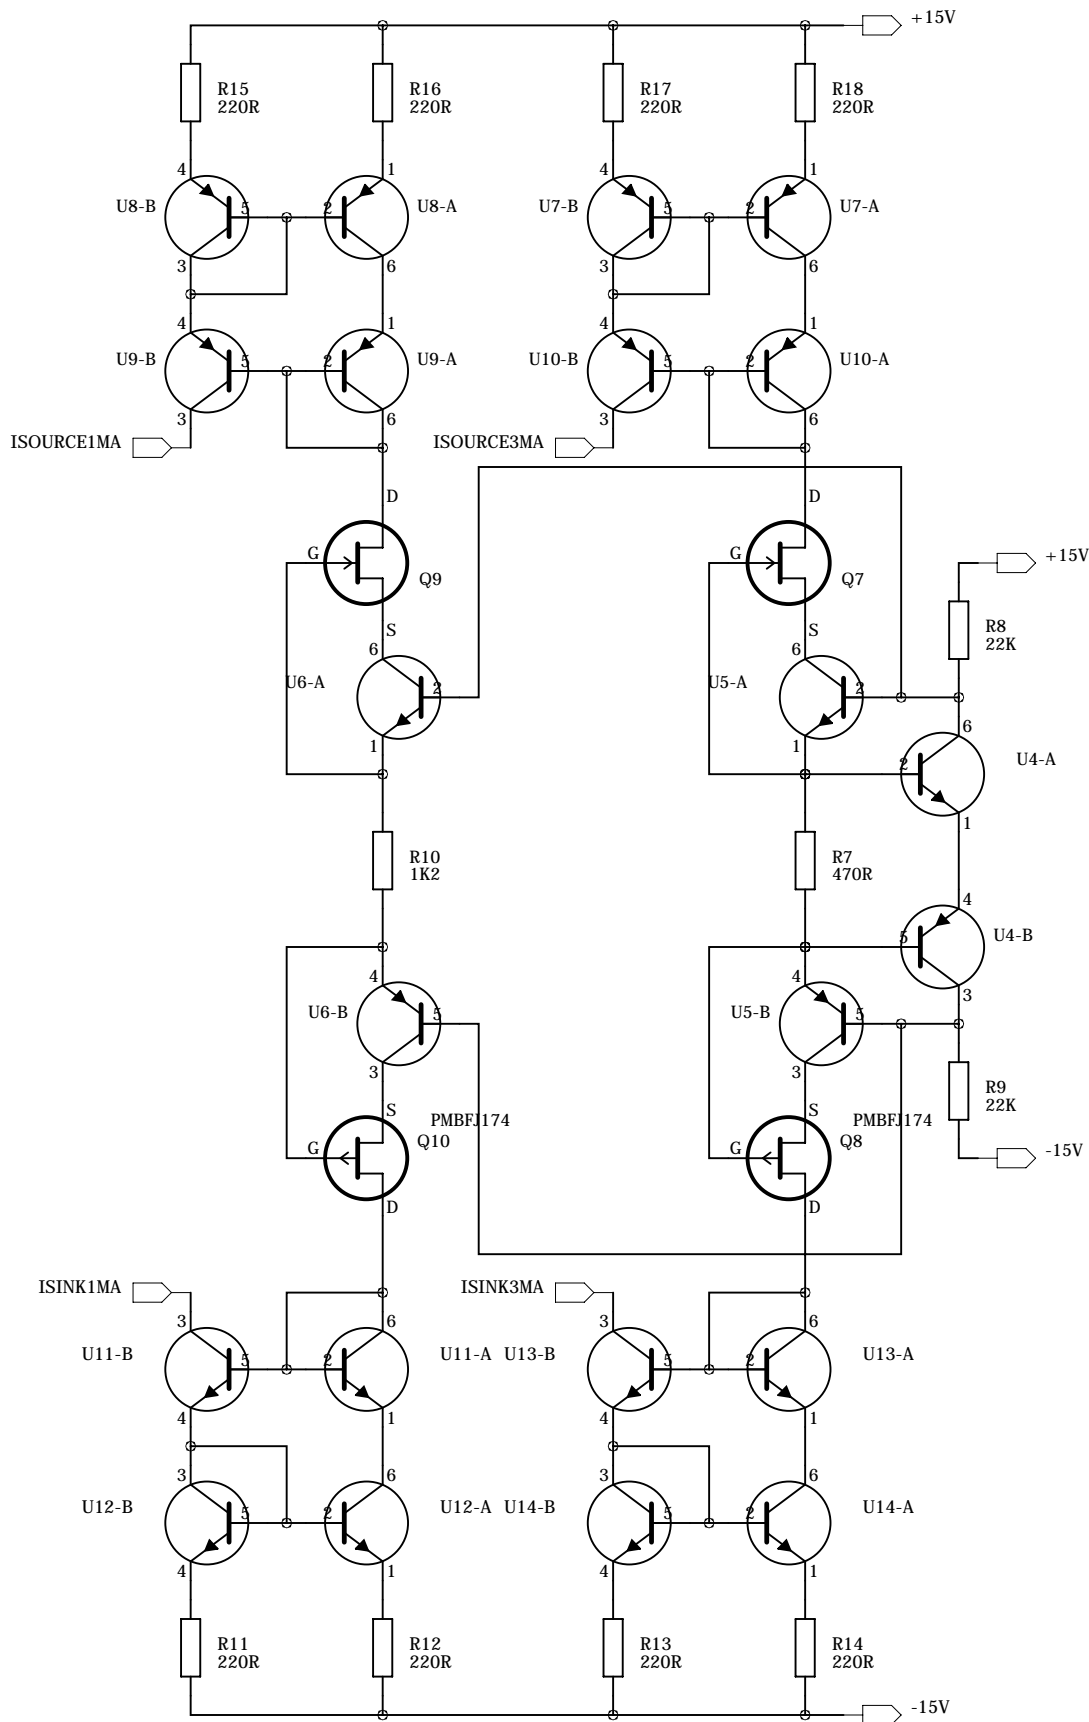 +15V
R15
220R
R16
220R
R17
220R
R18
220R
4
1
4
1
U8-B
5
2
U8-A
U7-B
5
2
U7-A
3
6
3
6
4
1
4
1
U9-B
5
2
U9-A
U10-B
5
2
U10-A
3
6
3
6
ISOURCE1MA
ISOURCE3MA
D
D
G
Q9
G
Q7
+15V
S
S
R8
22K
6
6
U6-A
2
U5-A
2
1
1
6
2
U4-A
1
R10
1K2
R7
470R
4
5
U4-B
4
4
3
U6-B
5
U5-B
5
3
3
R9
22K
S
PMBFJ174
S
PMBFJ174
G
Q10
G
Q8
-15V
D
D
ISINK1MA
ISINK3MA
3
6
3
6
U11-B
5
2
U11-A
U13-B
5
2
U13-A
4
1
4
1
3
6
3
6
U12-B
5
2
U12-A
U14-B
5
2
U14-A
4
1
4
1
R11
220R
R12
220R
R13
220R
R14
220R
-15V